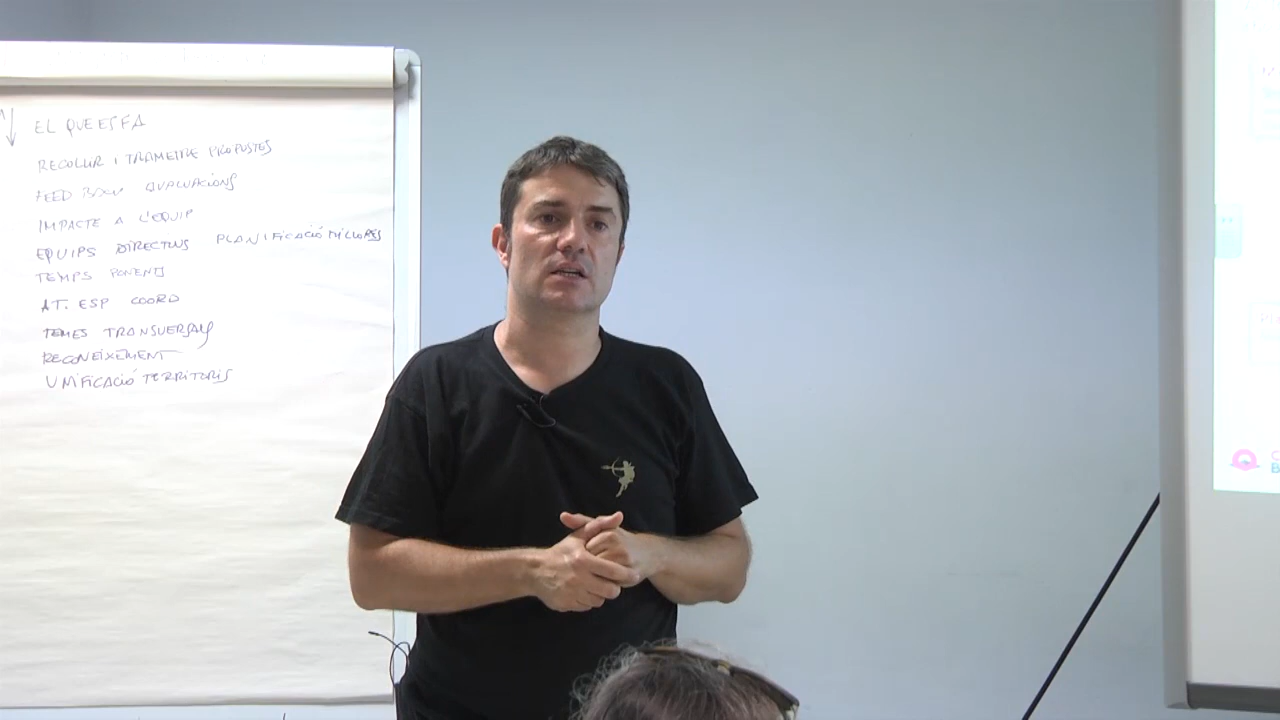 EL QUE ES FA
RECOLLIR I TRAMETRE PROPOSTES
FEED BACK AVALUACIONS
IMPACTE A L'EQUIP
EQUIPS DIRECTIUS PLANIFICACIÓ MILLORES
TEMPS PONENTS
AT. ESP COORD
TEMES TRANSVERSALS
RECONEIXEMENT
UNIFICACIÓ TERRITORIS